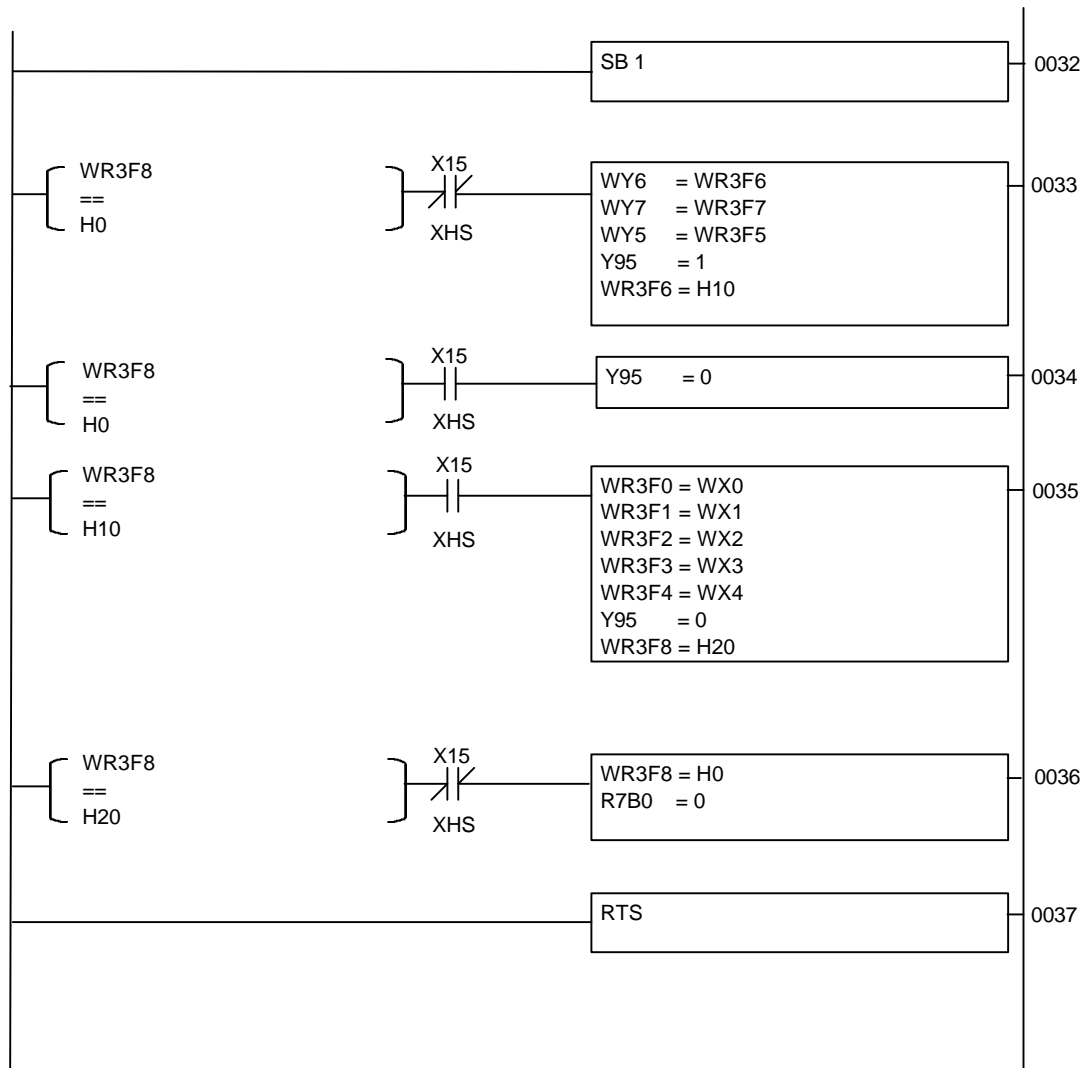 SB 1
0032
WR3F8
==
H0
X15
XHS
WY6 = WR3F6
WY7 = WR3F7
WY5 = WR3F5
Y95 = 1
WR3F6 = H10
0033
WR3F8
==
H0
X15
XHS
Y95 = 0
0034
WR3F8
==
H10
X15
XHS
WR3F0 = WX0
WR3F1 = WX1
WR3F2 = WX2
WR3F3 = WX3
WR3F4 = WX4
Y95 = 0
WR3F8 = H20
0035
WR3F8
==
H20
X15
XHS
WR3F8 = H0
R7B0 = 0
0036
RTS
0037